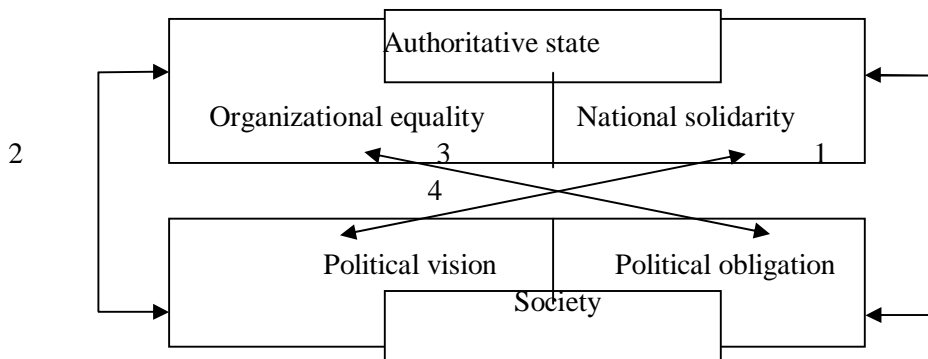 Authoritative state
Organizational equality National solidarity
2 3 1
4
Political vision Political obligation
Society